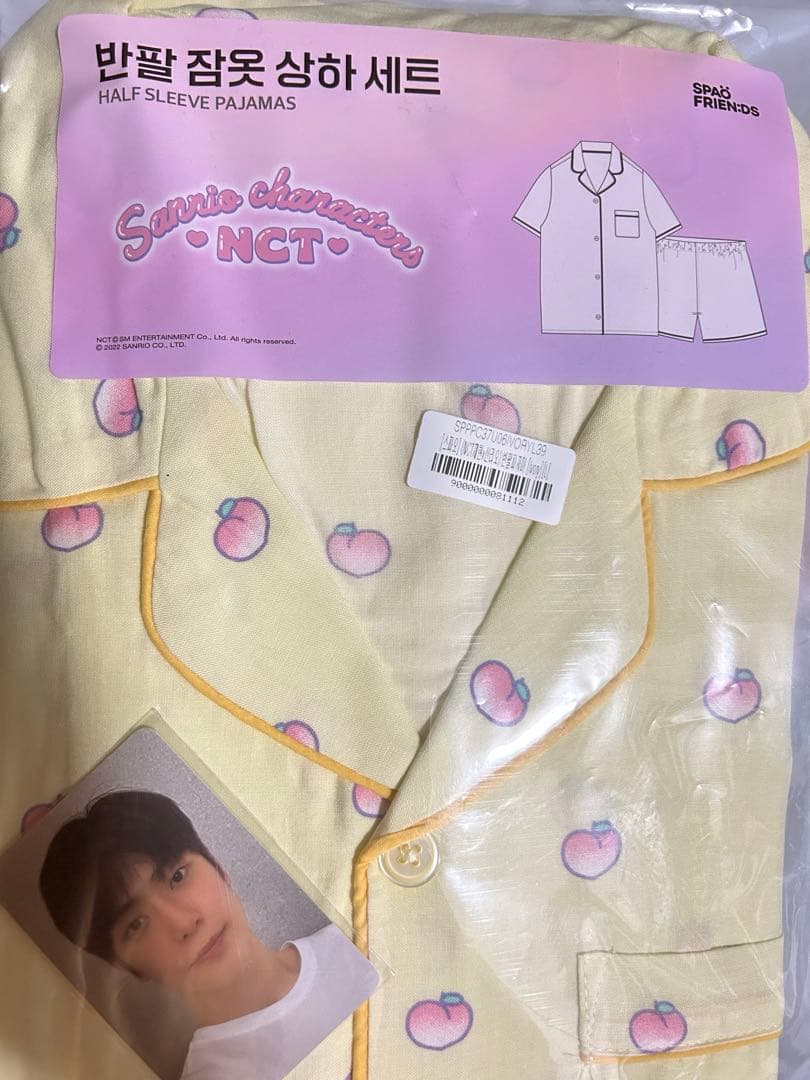 반팔 잠옷 상하 세트
HALF SLEEVE PAJAMAS
SPAO
FRIEN:DS
Sanrio characters
NCT
NCT©SM ENTERTAINMENT Co., Ltd. All rights reserved.
© 2022 SANRIO CO., LTD.
SPPPC37U06IVORYL39
9000000081112